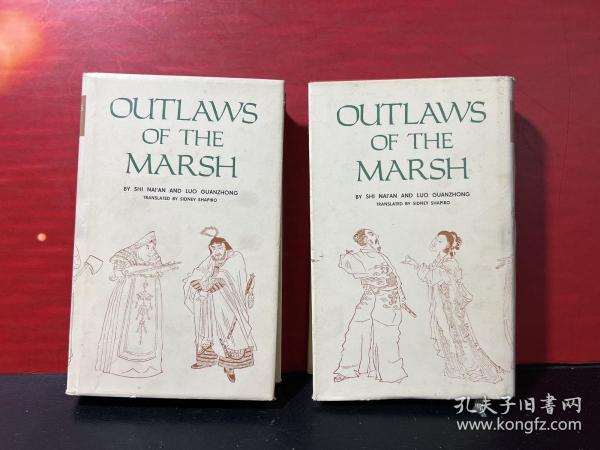 OUTLAWS
OF THE
MARSH
BY SHI NAI'AN AND LUO GUANZHONG
TRANSLATED BY SIDNEY SHAPIRO
OUTLAWS
OF THE
MARSH
BY SHI NAI'AN AND LUO GUANZHONG
TRANSLATED BY SIDNEY SHAPIRO
孔夫子旧书网
www.kongfz.com